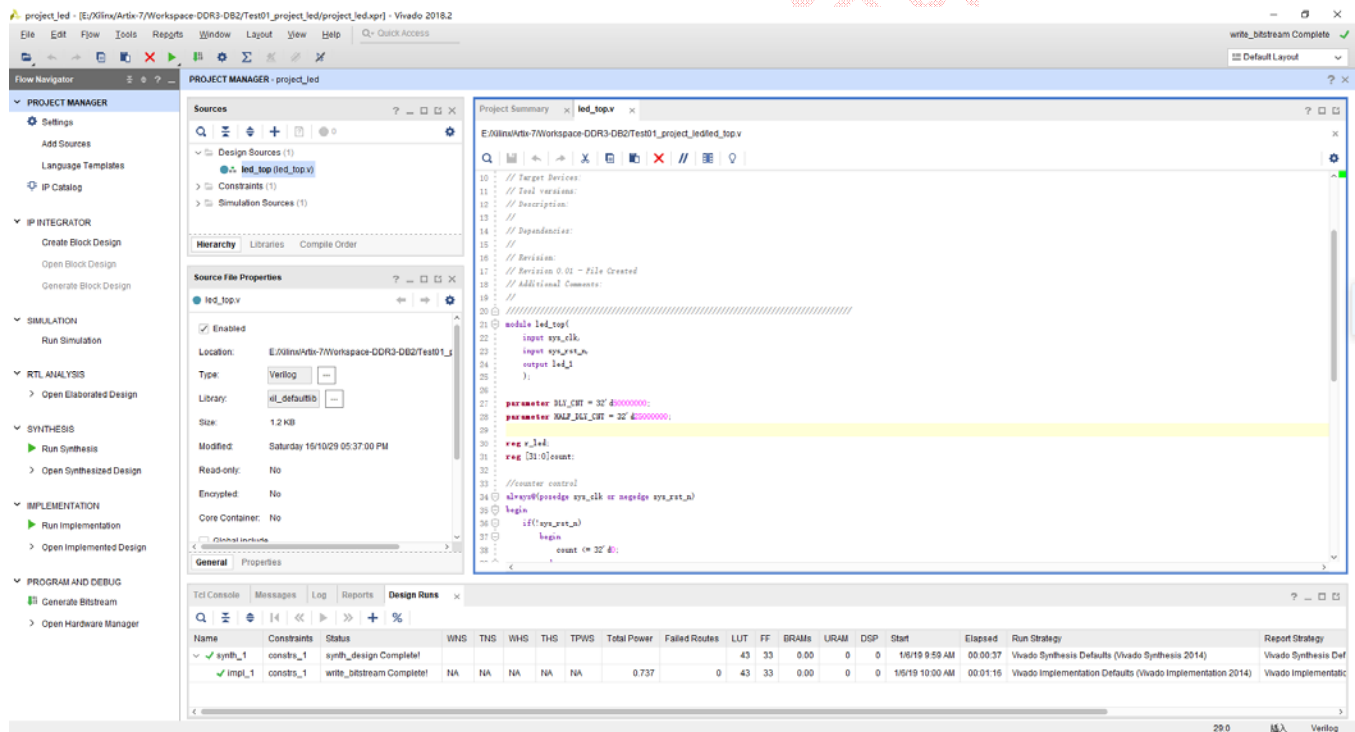 project_led - [E:/Xilinx/Artix-7/Workspace-DDR3-DB2/Test01_project_led/project_led.xpr] - Vivado 2018.2
File Edit Flow Tools Reports Window Layout View Help Quick Access
write_bitstream Complete
Default Layout
Flow Navigator
PROJECT MANAGER - project_led
PROJECT MANAGER
Settings
Add Sources
Language Templates
IP Catalog
IP INTEGRATOR
Create Block Design
Open Block Design
Generate Block Design
SIMULATION
Run Simulation
RTL ANALYSIS
Open Elaborated Design
SYNTHESIS
Run Synthesis
Open Synthesized Design
IMPLEMENTATION
Run Implementation
Open Implemented Design
PROGRAM AND DEBUG
Generate Bitstream
Open Hardware Manager
Sources
0
Design Sources (1)
led_top (led_top.v)
Constraints (1)
Simulation Sources (1)
Hierarchy Libraries Compile Order
Source File Properties
led_top.v
Enabled
Location: E:/Xilinx/Artix-7/Workspace-DDR3-DB2/Test01_p
Type: Verilog
Library: xil_defaultlib
Size: 1.2 KB
Modified: Saturday 16/10/29 05:37:00 PM
Read-only: No
Encrypted: No
Core Container: No
Global include
General Properties
Project Summary led_top.v
E:/Xilinx/Artix-7/Workspace-DDR3-DB2/Test01_project_led/led_top.v
10 // Target Devices:
11 // Tool versions:
12 // Description:
13 //
14 // Dependencies:
15 //
16 // Revision:
17 // Revision 0.01 - File Created
18 // Additional Comments:
19 //
20 //////////////////////////////////////////////////////////////////////////////////
21 module led_top(
22 input sys_clk,
23 input sys_rst_n,
24 output led_1
25 );
26
27 parameter DLY_CNT = 32'd50000000;
28 parameter HALF_DLY_CNT = 32'd25000000;
29
30 reg r_led;
31 reg [31:0]count;
32
33 //counter control
34 always@(posedge sys_clk or negedge sys_rst_n)
35 begin
36 if(!sys_rst_n)
37 begin
38 count <= 32'd0;
Tcl Console Messages Log Reports Design Runs
Name Constraints Status WNS TNS WHS THS TPWS Total Power Failed Routes LUT FF BRAMs URAM DSP Start Elapsed Run Strategy Report Strategy
synth_1 constrs_1 synth_design Complete! 43 33 0.00 0 0 1/6/19 9:59 AM 00:00:37 Vivado Synthesis Defaults (Vivado Synthesis 2014) Vivado Synthesis Def
impl_1 constrs_1 write_bitstream Complete! NA NA NA NA NA 0.737 0 43 33 0.00 0 0 1/6/19 10:00 AM 00:01:16 Vivado Implementation Defaults (Vivado Implementation 2014) Vivado Implementatic
29:0 插入 Verilog